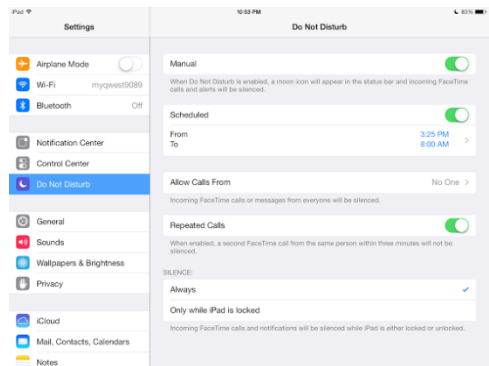 iPad
10:53 PM
83%
Settings
Do Not Disturb
Airplane Mode
Wi-Fi
myqwest9089
Bluetooth
Off
Notification Center
Control Center
Do Not Disturb
General
Sounds
Wallpapers & Brightness
Privacy
iCloud
Mail, Contacts, Calendars
Notes
Manual
When Do Not Disturb is enabled, a moon icon will appear in the status bar and incoming FaceTime
calls and alerts will be silenced.
Scheduled
From
3:25 PM
To
8:00 AM
Allow Calls From
No One
Incoming FaceTime calls or messages from everyone will be silenced.
Repeated Calls
When enabled, a second FaceTime call from the same person within three minutes will not be
silenced.
SILENCE:
Always
Only while iPad is locked
Incoming FaceTime calls and notifications will be silenced while iPad is either locked or unlocked.